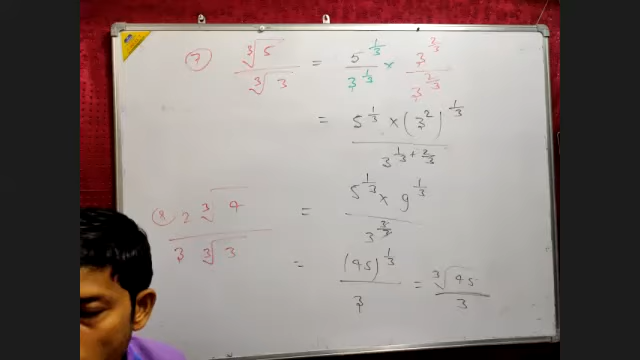 ⑦ ∛5 / ∛3 = 5^(1/3) / 3^(1/3) × 3^(2/3) / 3^(2/3)
= 5^(1/3) × (3^2)^(1/3) / 3^(1/3 + 2/3)
= 5^(1/3) × 9^(1/3) / 3^(3/3)
= (45)^(1/3) / 3 = ∛45 / 3
⑧ 2 ∛4 / 3 ∛3